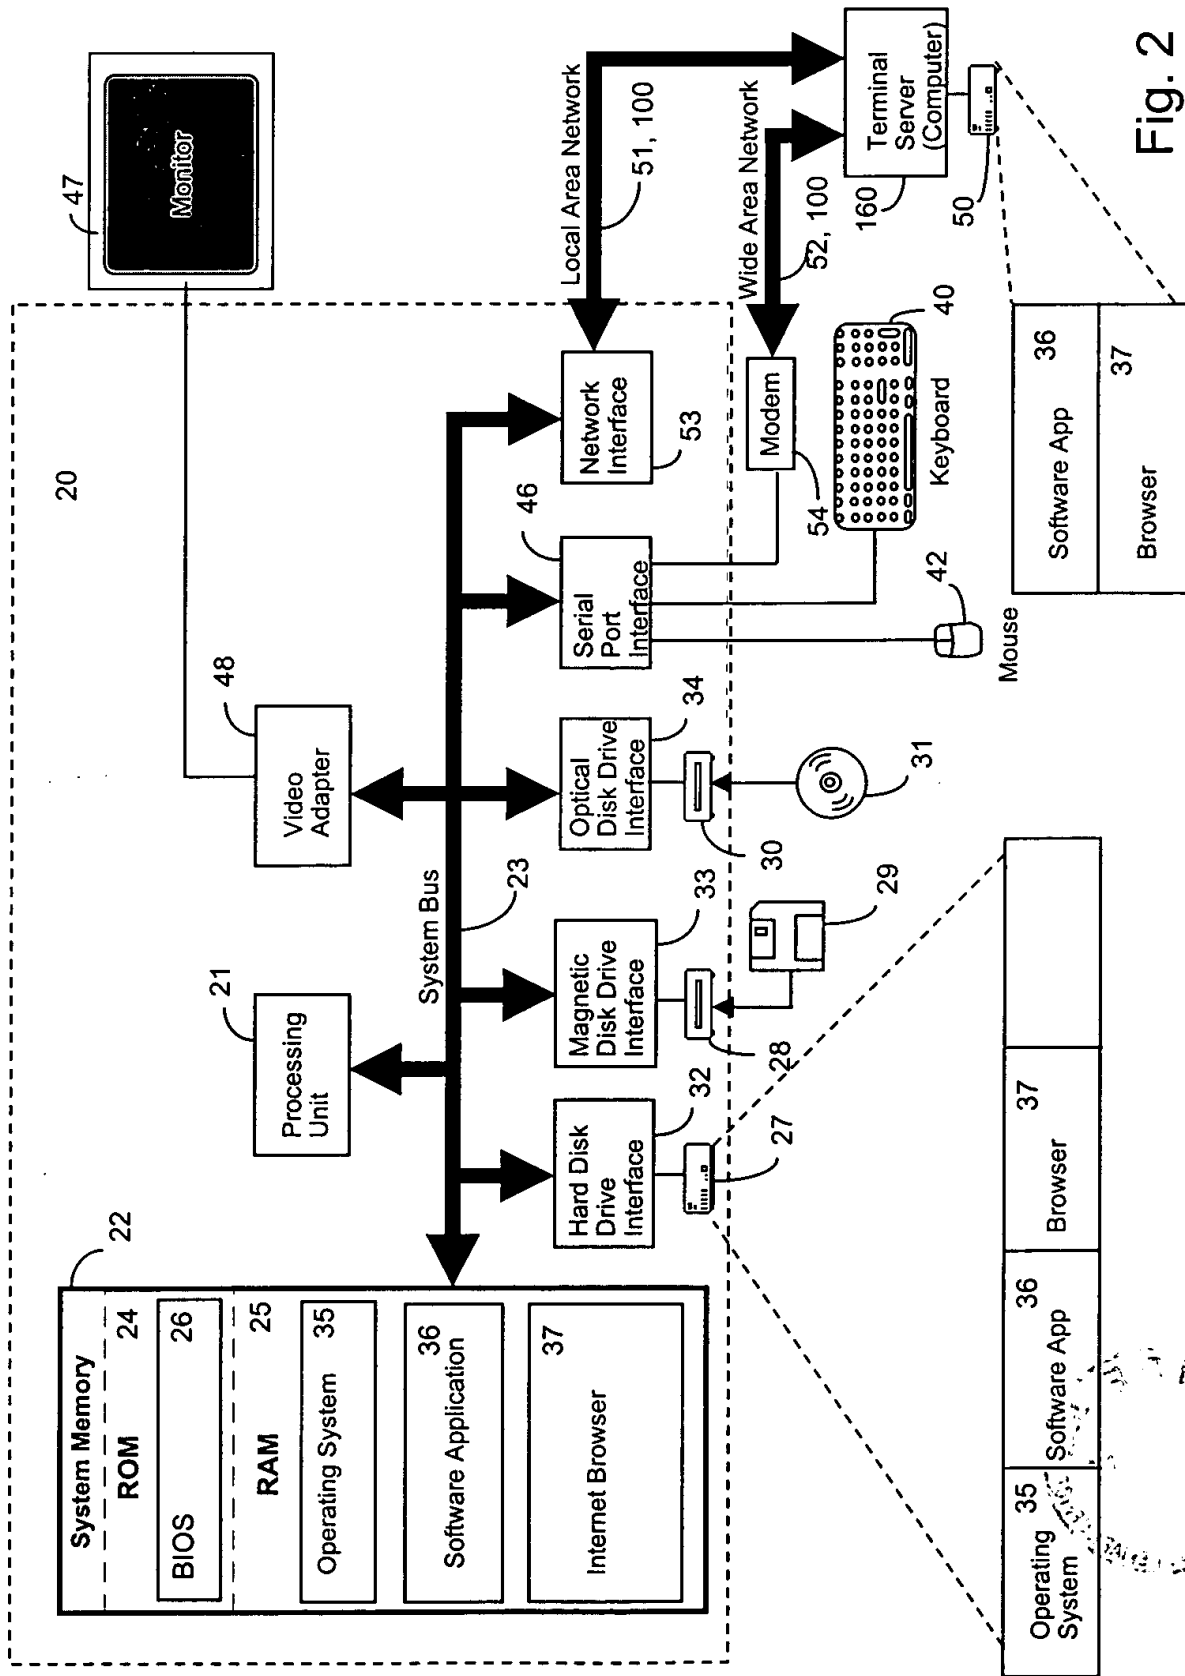 47
Monitor
20
System Memory
22
ROM
24
BIOS
26
RAM
25
Operating System
35
Software Application
36
Internet Browser
37
Processing
Unit
21
Video
Adapter
48
System Bus
23
Hard Disk
Drive
Interface
32
Magnetic
Disk Drive
Interface
33
Optical
Disk Drive
Interface
34
Serial
Port
Interface
46
Network
Interface
53
Local Area Network
51, 100
Wide Area Network
52, 100
Modem
54
Terminal
Server
(Computer)
160
50
27
28
29
30
31
Mouse
42
Keyboard
40
Operating
System
35
Software App
36
Browser
37
Software App
36
Browser
37
Fig. 2